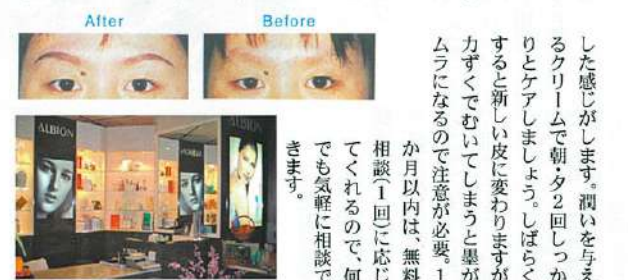 After
Before
した感じがします。潤いを与え
るクリームで朝・夕2回しっか
りとケアしましょう。しばらく
すると新しい皮に変わりますが
力ずくでむいてしまうと墨が
ムラになるので注意が必要。1
か月以内は、無料
相談(1回)に応じ
てくれるので、何
でも気軽に相談で
きます。
ALBION
ALBION